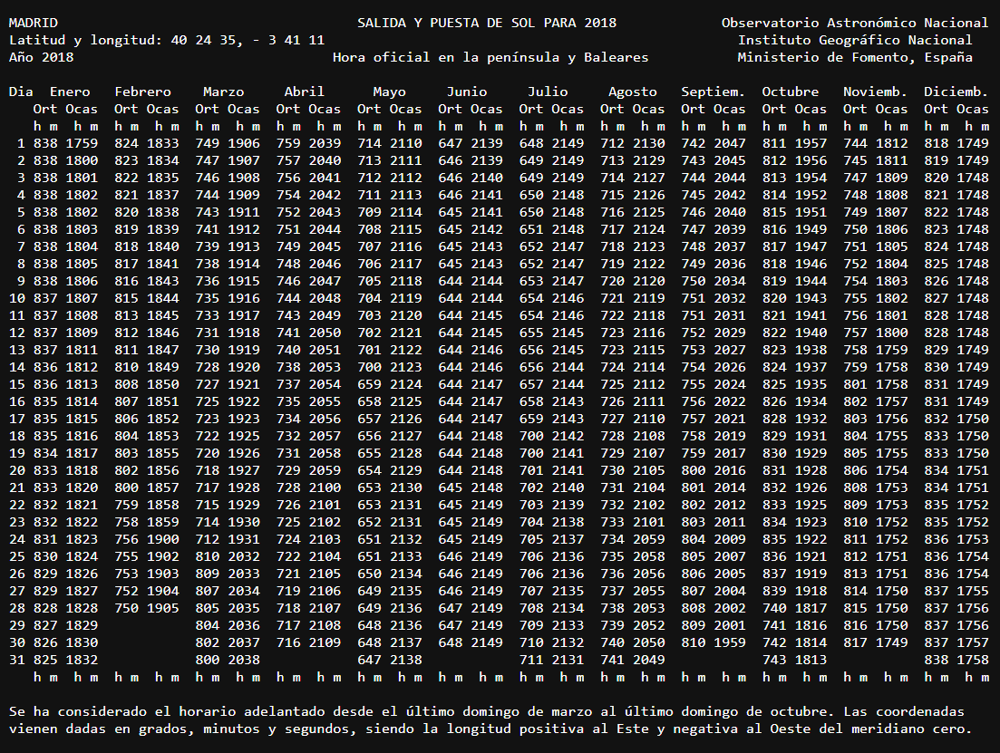 MADRID SALIDA Y PUESTA DE SOL PARA 2018 Observatorio Astronómico Nacional
Latitud y longitud: 40 24 35, - 3 41 11 Instituto Geográfico Nacional
Año 2018 Hora oficial en la península y Baleares Ministerio de Fomento, España
Dia Enero Febrero Marzo Abril Mayo Junio Julio Agosto Septiem. Octubre Noviemb. Diciemb.
Ort Ocas Ort Ocas Ort Ocas Ort Ocas Ort Ocas Ort Ocas Ort Ocas Ort Ocas Ort Ocas Ort Ocas Ort Ocas Ort Ocas
h m h m h m h m h m h m h m h m h m h m h m h m h m h m h m h m h m h m h m h m h m h m h m h m
1 838 1759 824 1833 749 1906 759 2039 714 2110 647 2139 648 2149 712 2130 742 2047 811 1957 744 1812 818 1749
2 838 1800 823 1834 747 1907 757 2040 713 2111 646 2139 649 2149 713 2129 743 2045 812 1956 745 1811 819 1749
3 838 1801 822 1835 746 1908 756 2041 712 2112 646 2140 649 2149 714 2127 744 2044 813 1954 747 1809 820 1748
4 838 1802 821 1837 744 1909 754 2042 711 2113 646 2141 650 2148 715 2126 745 2042 814 1952 748 1808 821 1748
5 838 1802 820 1838 743 1911 752 2043 709 2114 645 2141 650 2148 716 2125 746 2040 815 1951 749 1807 822 1748
6 838 1803 819 1839 741 1912 751 2044 708 2115 645 2142 651 2148 717 2124 747 2039 816 1949 750 1806 823 1748
7 838 1804 818 1840 739 1913 749 2045 707 2116 645 2143 652 2147 718 2123 748 2037 817 1947 751 1805 824 1748
8 838 1805 817 1841 738 1914 748 2046 706 2117 645 2143 652 2147 719 2122 749 2036 818 1946 752 1804 825 1748
9 838 1806 816 1843 736 1915 746 2047 705 2118 644 2144 653 2147 720 2120 750 2034 819 1944 754 1803 826 1748
10 837 1807 815 1844 735 1916 744 2048 704 2119 644 2144 654 2146 721 2119 751 2032 820 1943 755 1802 827 1748
11 837 1808 813 1845 733 1917 743 2049 703 2120 644 2145 654 2146 722 2118 751 2031 821 1941 756 1801 828 1748
12 837 1809 812 1846 731 1918 741 2050 702 2121 644 2145 655 2145 723 2116 752 2029 822 1940 757 1800 828 1748
13 837 1811 811 1847 730 1919 740 2051 701 2122 644 2146 656 2145 723 2115 753 2027 823 1938 758 1759 829 1749
14 836 1812 810 1849 728 1920 738 2053 700 2123 644 2146 656 2144 724 2114 754 2026 824 1937 759 1758 830 1749
15 836 1813 808 1850 727 1921 737 2054 659 2124 644 2147 657 2144 725 2112 755 2024 825 1935 801 1758 831 1749
16 835 1814 807 1851 725 1922 735 2055 658 2125 644 2147 658 2143 726 2111 756 2022 826 1934 802 1757 831 1749
17 835 1815 806 1852 723 1923 734 2056 657 2126 644 2147 659 2143 727 2110 757 2021 828 1932 803 1756 832 1750
18 835 1816 804 1853 722 1925 732 2057 656 2127 644 2148 700 2142 728 2108 758 2019 829 1931 804 1755 833 1750
19 834 1817 803 1855 720 1926 731 2058 655 2128 644 2148 700 2141 729 2107 759 2017 830 1929 805 1755 833 1750
20 833 1818 802 1856 718 1927 729 2059 654 2129 644 2148 701 2141 730 2105 800 2016 831 1928 806 1754 834 1751
21 833 1820 800 1857 717 1928 728 2100 653 2130 645 2148 702 2140 731 2104 801 2014 832 1926 808 1753 834 1751
22 832 1821 759 1858 715 1929 726 2101 653 2131 645 2149 703 2139 732 2102 802 2012 833 1925 809 1753 835 1752
23 832 1822 758 1859 714 1930 725 2102 652 2131 645 2149 704 2138 733 2101 803 2011 834 1923 810 1752 835 1752
24 831 1823 756 1900 712 1931 724 2103 651 2132 645 2149 705 2137 734 2059 804 2009 835 1922 811 1752 836 1753
25 830 1824 755 1902 810 2032 722 2104 651 2133 646 2149 706 2136 735 2058 805 2007 836 1921 812 1751 836 1754
26 829 1826 753 1903 809 2033 721 2105 650 2134 646 2149 706 2136 736 2056 806 2005 837 1919 813 1751 836 1754
27 829 1827 752 1904 807 2034 719 2106 649 2135 646 2149 707 2135 737 2055 807 2004 839 1918 814 1750 837 1755
28 828 1828 750 1905 805 2035 718 2107 649 2136 647 2149 708 2134 738 2053 808 2002 740 1817 815 1750 837 1756
29 827 1829 804 2036 717 2108 648 2136 647 2149 709 2133 739 2052 809 2001 741 1816 816 1750 837 1756
30 826 1830 802 2037 716 2109 648 2137 648 2149 710 2132 740 2050 810 1959 742 1814 817 1749 837 1757
31 825 1832 800 2038 647 2138 711 2131 741 2049 743 1813 838 1758
h m h m h m h m h m h m h m h m h m h m h m h m h m h m h m h m h m h m h m h m h m h m h m h m
Se ha considerado el horario adelantado desde el último domingo de marzo al último domingo de octubre. Las coordenadas
vienen dadas en grados, minutos y segundos, siendo la longitud positiva al Este y negativa al Oeste del meridiano cero.